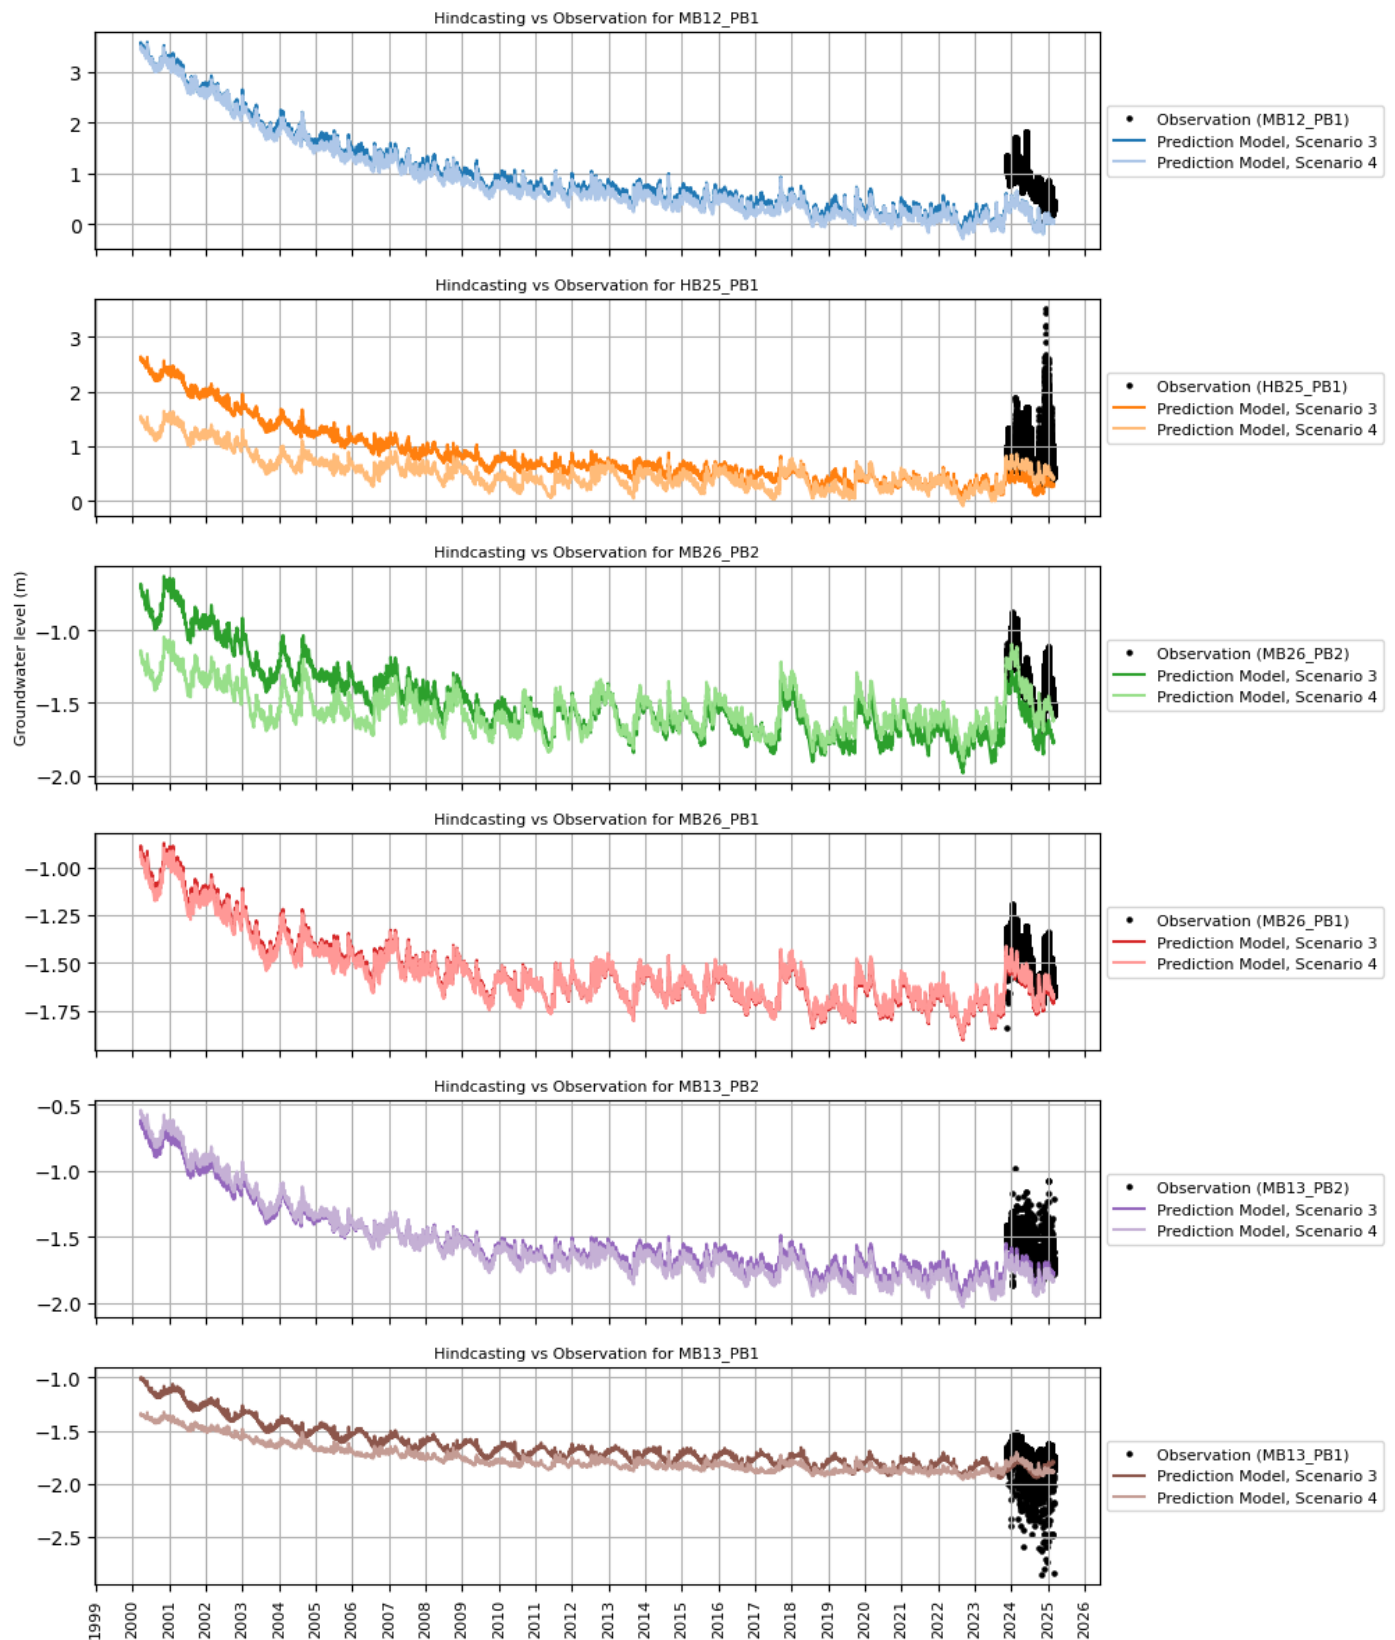 Hindcasting vs Observation for MB12_PB1
3
2
1
0
Observation (MB12_PB1)
Prediction Model, Scenario 3
Prediction Model, Scenario 4
Hindcasting vs Observation for HB25_PB1
3
2
1
0
Observation (HB25_PB1)
Prediction Model, Scenario 3
Prediction Model, Scenario 4
Groundwater level (m)
Hindcasting vs Observation for MB26_PB2
−1.0
−1.5
−2.0
Observation (MB26_PB2)
Prediction Model, Scenario 3
Prediction Model, Scenario 4
Hindcasting vs Observation for MB26_PB1
−1.00
−1.25
−1.50
−1.75
Observation (MB26_PB1)
Prediction Model, Scenario 3
Prediction Model, Scenario 4
Hindcasting vs Observation for MB13_PB2
−0.5
−1.0
−1.5
−2.0
Observation (MB13_PB2)
Prediction Model, Scenario 3
Prediction Model, Scenario 4
Hindcasting vs Observation for MB13_PB1
−1.0
−1.5
−2.0
−2.5
Observation (MB13_PB1)
Prediction Model, Scenario 3
Prediction Model, Scenario 4
1999
2000
2001
2002
2003
2004
2005
2006
2007
2008
2009
2010
2011
2012
2013
2014
2015
2016
2017
2018
2019
2020
2021
2022
2023
2024
2025
2026